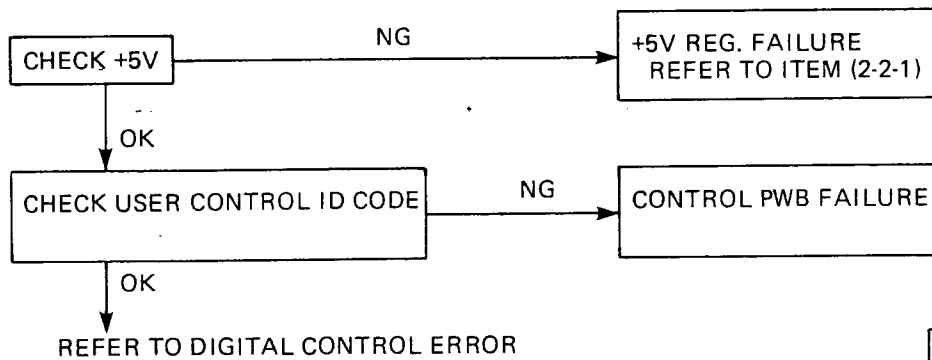 CHECK +5V
NG
+5V REG. FAILURE
REFER TO ITEM (2-2-1)
OK
CHECK USER CONTROL ID CODE
NG
CONTROL PWB FAILURE
OK
REFER TO DIGITAL CONTROL ERROR